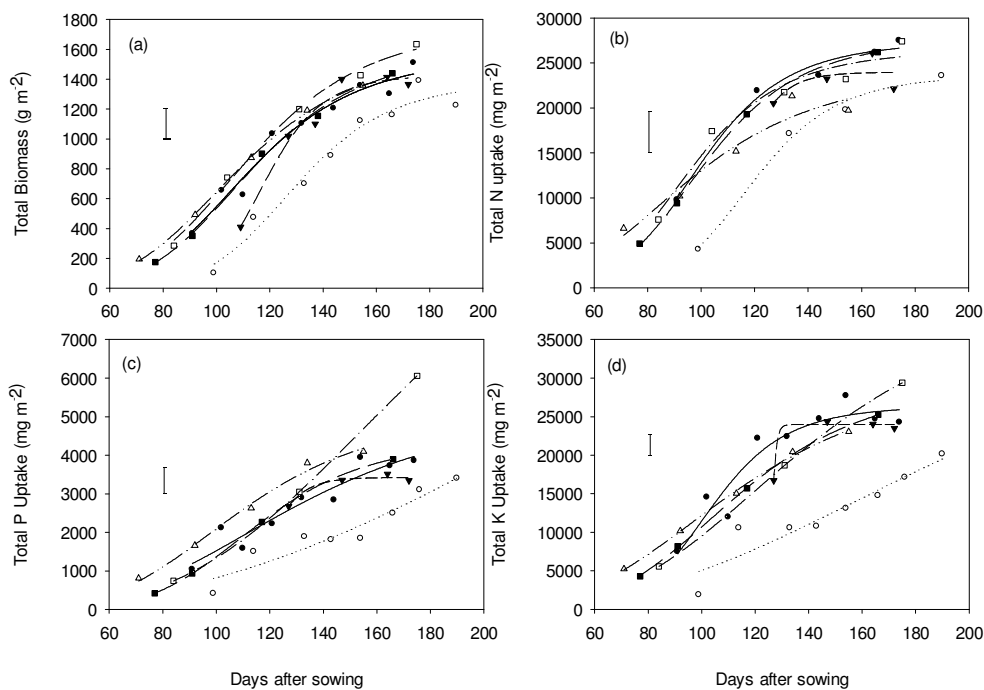 (a)
Total Biomass (g m-2)
1800
1600
1400
1200
1000
800
600
400
200
0
60 80 100 120 140 160 180 200
(b)
Total N uptake (mg m-2)
30000
25000
20000
15000
10000
5000
0
60 80 100 120 140 160 180 200
(c)
Total P Uptake (mg m-2)
7000
6000
5000
4000
3000
2000
1000
0
60 80 100 120 140 160 180 200
Days after sowing
(d)
Total K Uptake (mg m-2)
35000
30000
25000
20000
15000
10000
5000
0
60 80 100 120 140 160 180 200
Days after sowing